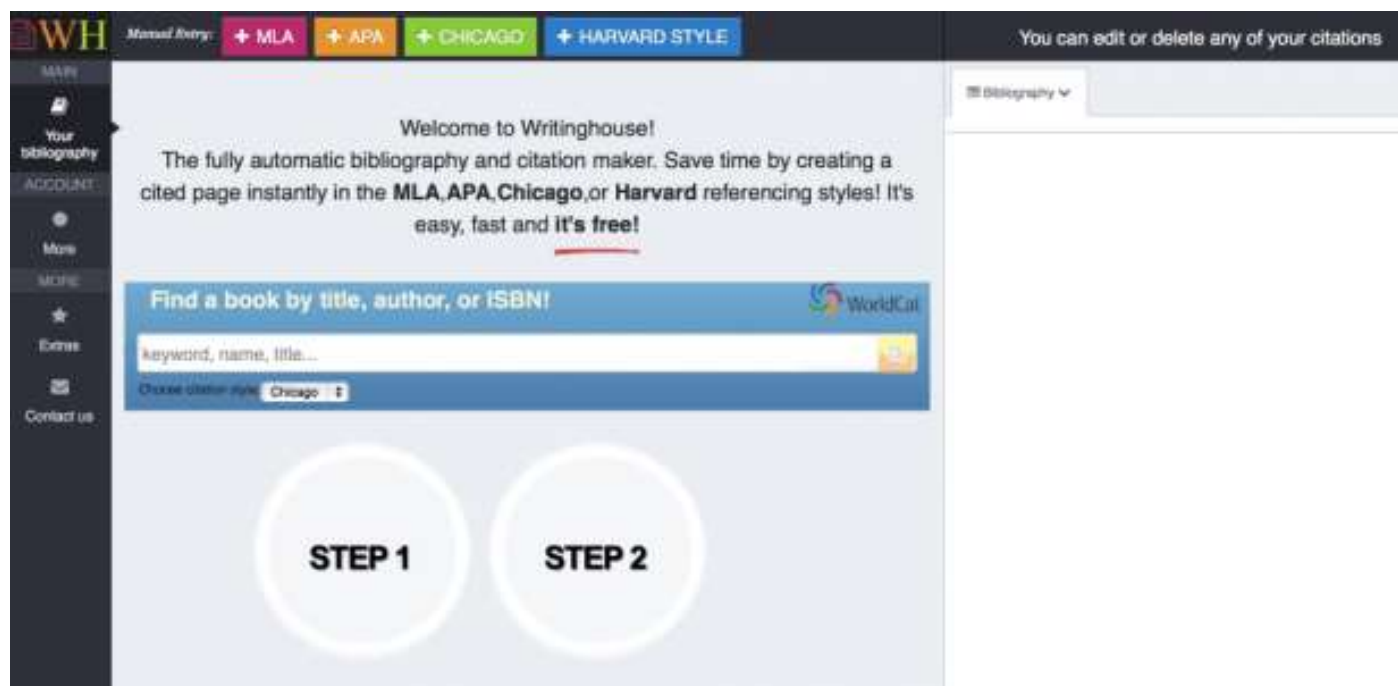 WH
Manual Entry:
+ MLA
+ APA
+ CHICAGO
+ HARVARD STYLE
You can edit or delete any of your citations
MAIN
Your
bibliography
ACCOUNT
More
MORE
Extras
Contact us
Bibliography
Welcome to Writinghouse!
The fully automatic bibliography and citation maker. Save time by creating a
cited page instantly in the MLA,APA,Chicago,or Harvard referencing styles! It's
easy, fast and it's free!
Find a book by title, author, or ISBN!
WorldCat
keyword, name, title...
Choose citation style: Chicago
STEP 1
STEP 2